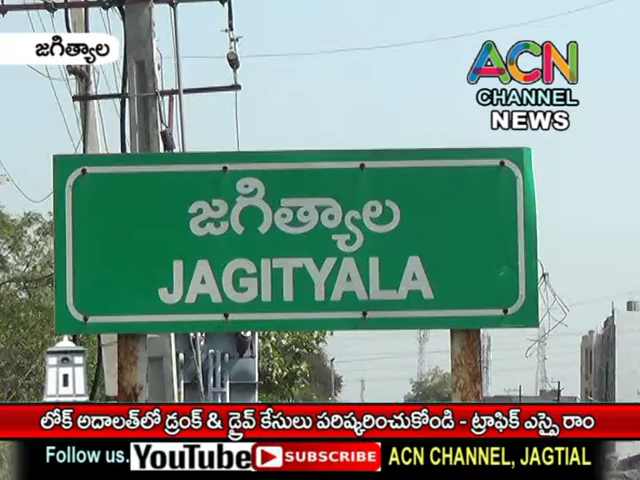 జగిత్యాల
ACN
CHANNEL
NEWS
జగిత్యాల
JAGITYALA
లోక్ అదాలత్‌లో డ్రంక్ & డ్రైవ్ కేసులు పరిష్కరించుకోండి - ట్రాఫిక్ ఎస్సై రాం
Follow us. YouTube SUBSCRIBE ACN CHANNEL, JAGTIAL